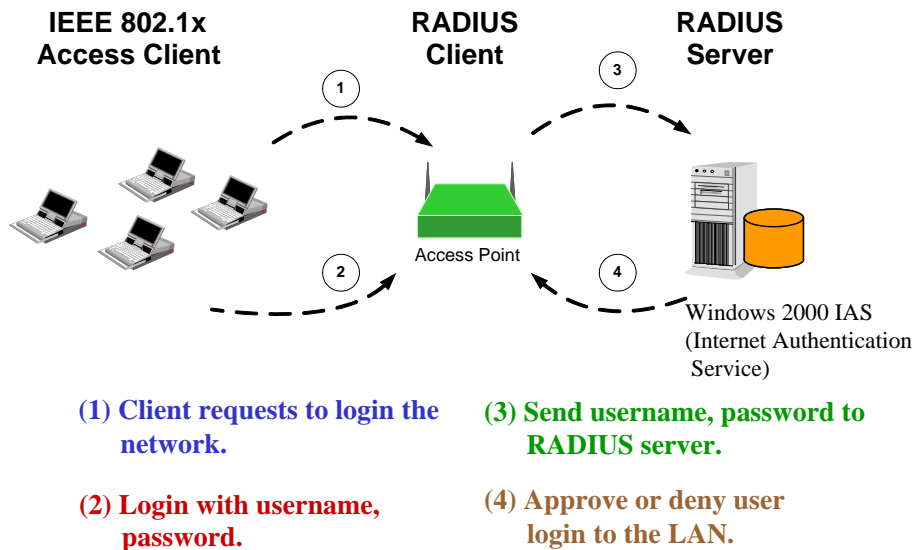 IEEE 802.1x
Access Client
RADIUS
Client
RADIUS
Server
1
3
Access Point
2
4
Windows 2000 IAS
(Internet Authentication
Service)
(1) Client requests to login the
network.
(2) Login with username,
password.
(3) Send username, password to
RADIUS server.
(4) Approve or deny user
login to the LAN.